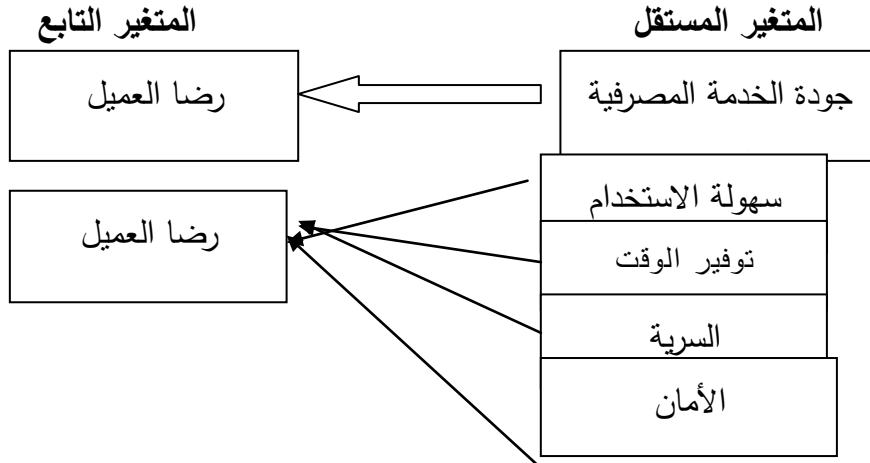 المتغير المستقل
المتغير التابع
جودة الخدمة المصرفية
رضا العميل
سهولة الاستخدام
رضا العميل
توفير الوقت
السرية
الأمان